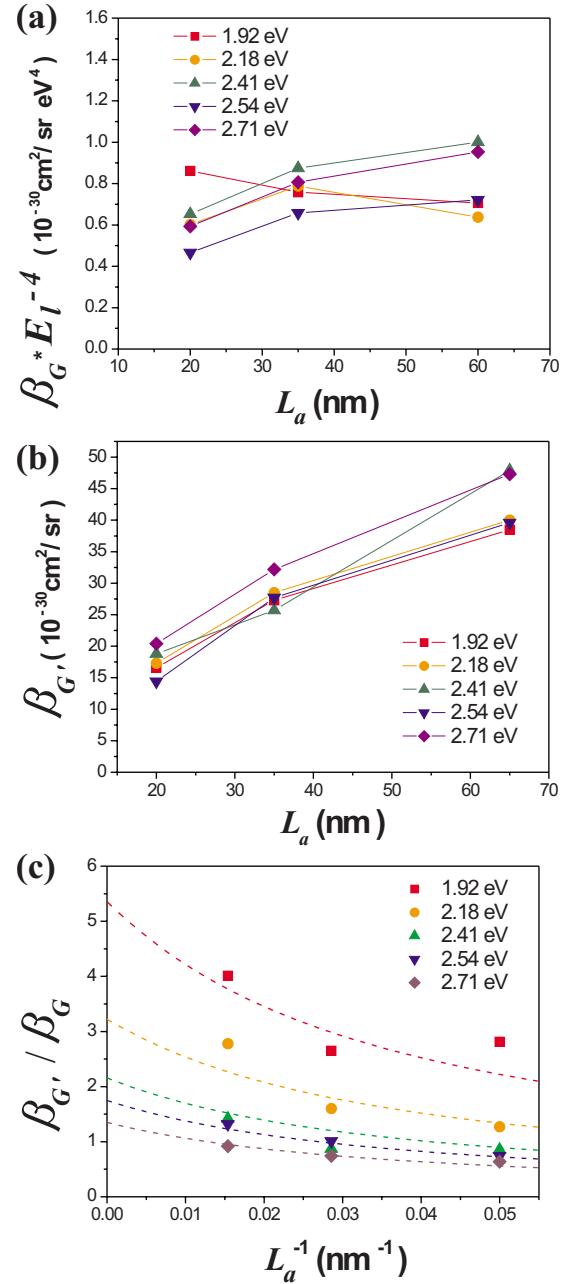 (a)
1.6
1.4
1.2
1.0
0.8
0.6
0.4
0.2
0.0
10 20 30 40 50 60 70
1.92 eV
2.18 eV
2.41 eV
2.54 eV
2.71 eV
β_G* E_l^-4 (10^-30 cm^2/ sr eV^4)
L_a (nm)
(b)
50
45
40
35
30
25
20
15
10
5
0
20 30 40 50 60 70
1.92 eV
2.18 eV
2.41 eV
2.54 eV
2.71 eV
β_G' (10^-30 cm^2/ sr)
L_a (nm)
(c)
6
5
4
3
2
1
0
0.00 0.01 0.02 0.03 0.04 0.05
1.92 eV
2.18 eV
2.41 eV
2.54 eV
2.71 eV
β_G' / β_G
L_a^-1 (nm^-1)